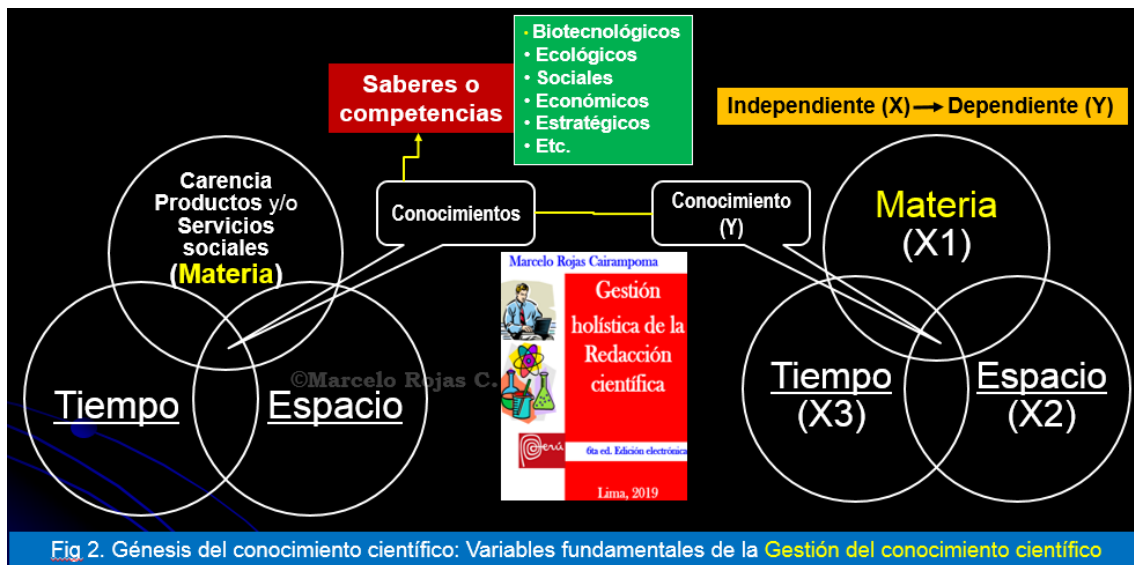 • Biotecnológicos
• Ecológicos
• Sociales
• Económicos
• Estratégicos
• Etc.
Saberes o
competencias
Independiente (X) → Dependiente (Y)
Carencia
Productos y/o
Servicios
sociales
(Materia)
Conocimientos
Conocimiento
(Y)
Materia
(X1)
Marcelo Rojas Cairampoma
Gestión
holística de la
Redacción
científica
Perú
6ta ed. Edición electrónica
Lima, 2019
©Marcelo Rojas C.
Tiempo
Espacio
Tiempo
(X3)
Espacio
(X2)
Fig 2. Génesis del conocimiento científico: Variables fundamentales de la Gestión del conocimiento científico